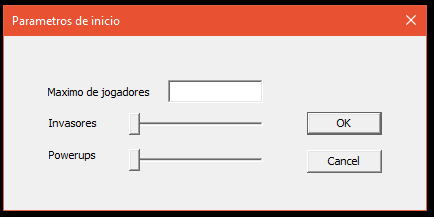 Parametros de inicio
Maximo de jogadores
Invasores
OK
Powerups
Cancel